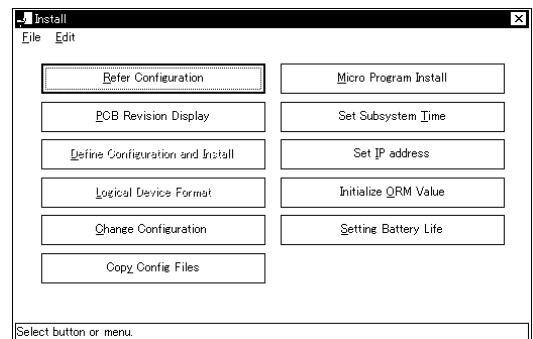 Install
File Edit
Refer Configuration
PCB Revision Display
Define Configuration and Install
Logical Device Format
Change Configuration
Copy Config Files
Micro Program Install
Set Subsystem Time
Set IP address
Initialize ORM Value
Setting Battery Life
Select button or menu.